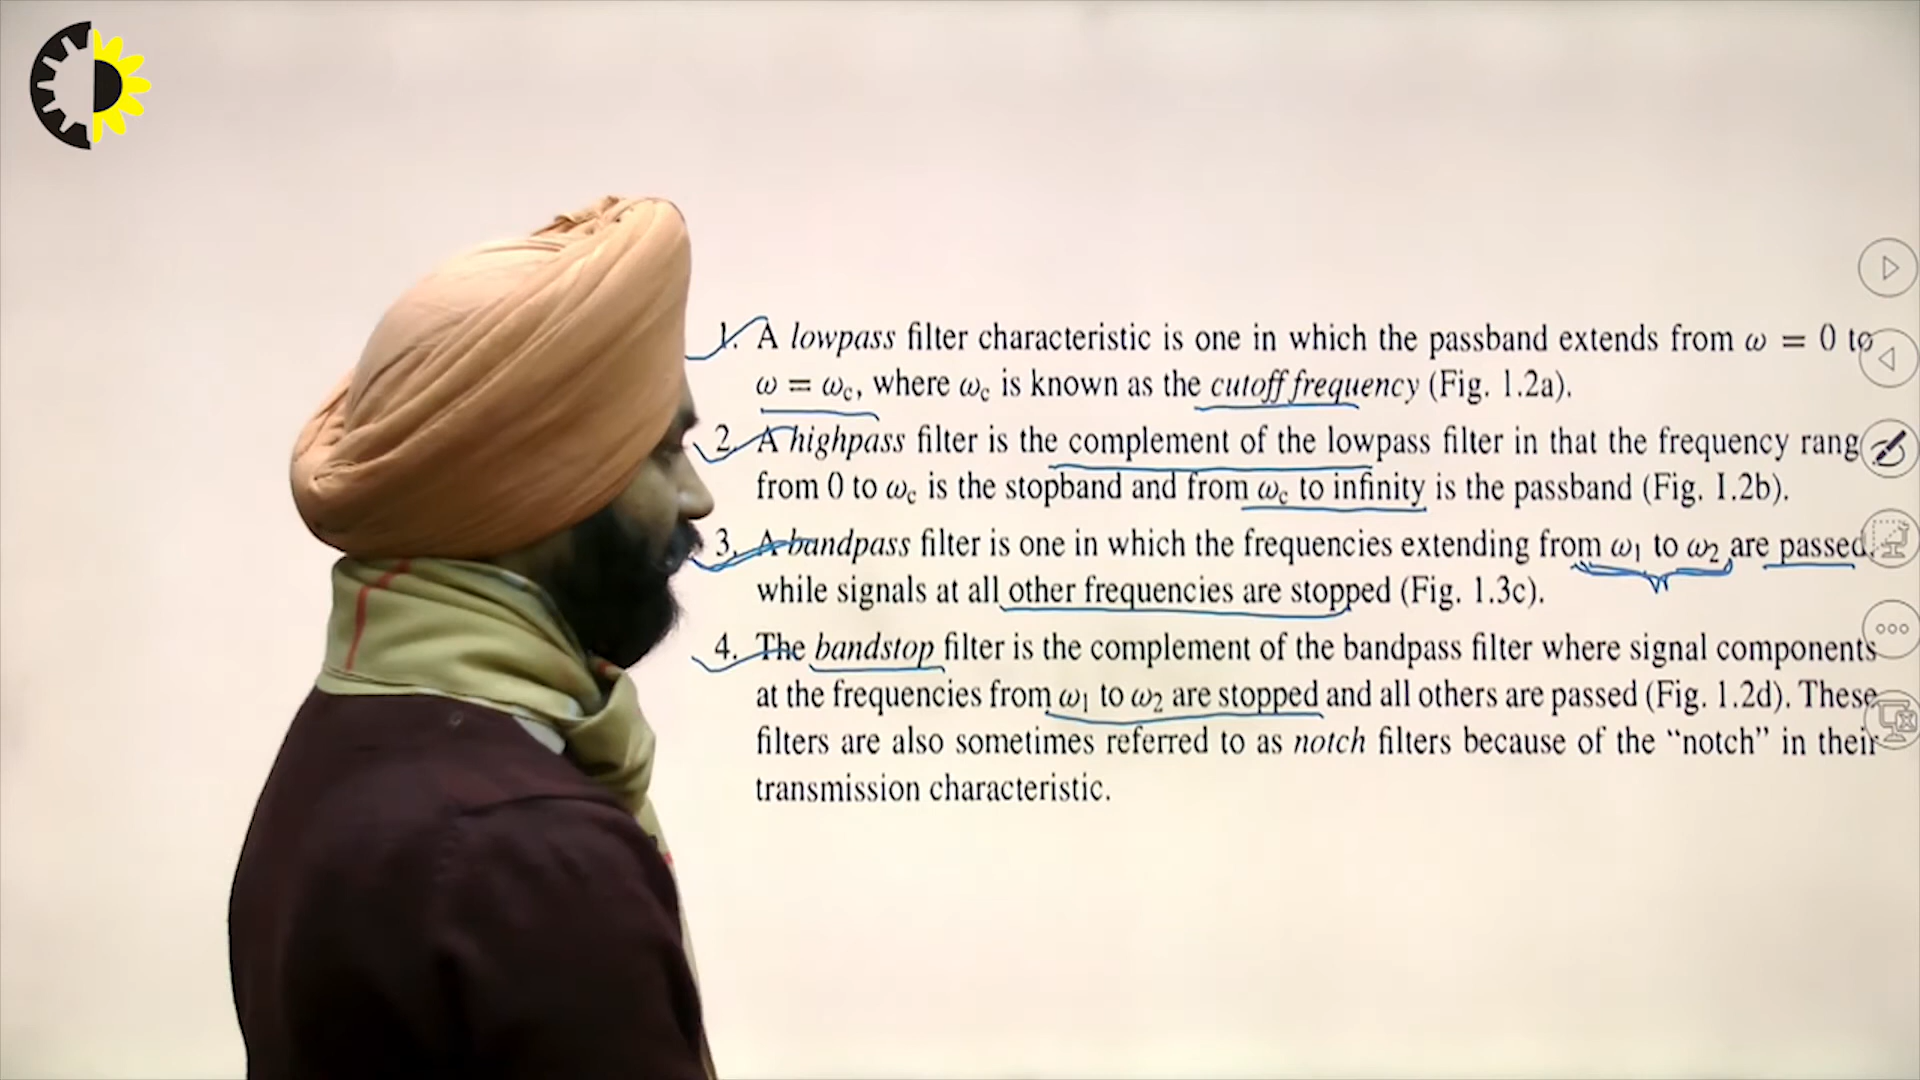 1. A lowpass filter characteristic is one in which the passband extends from ω = 0 to
ω = ωc, where ωc is known as the cutoff frequency (Fig. 1.2a).
2. A highpass filter is the complement of the lowpass filter in that the frequency rang
from 0 to ωc is the stopband and from ωc to infinity is the passband (Fig. 1.2b).
3. A bandpass filter is one in which the frequencies extending from ω1 to ω2 are passed,
while signals at all other frequencies are stopped (Fig. 1.3c).
4. The bandstop filter is the complement of the bandpass filter where signal components
at the frequencies from ω1 to ω2 are stopped and all others are passed (Fig. 1.2d). These
filters are also sometimes referred to as notch filters because of the “notch” in their
transmission characteristic.